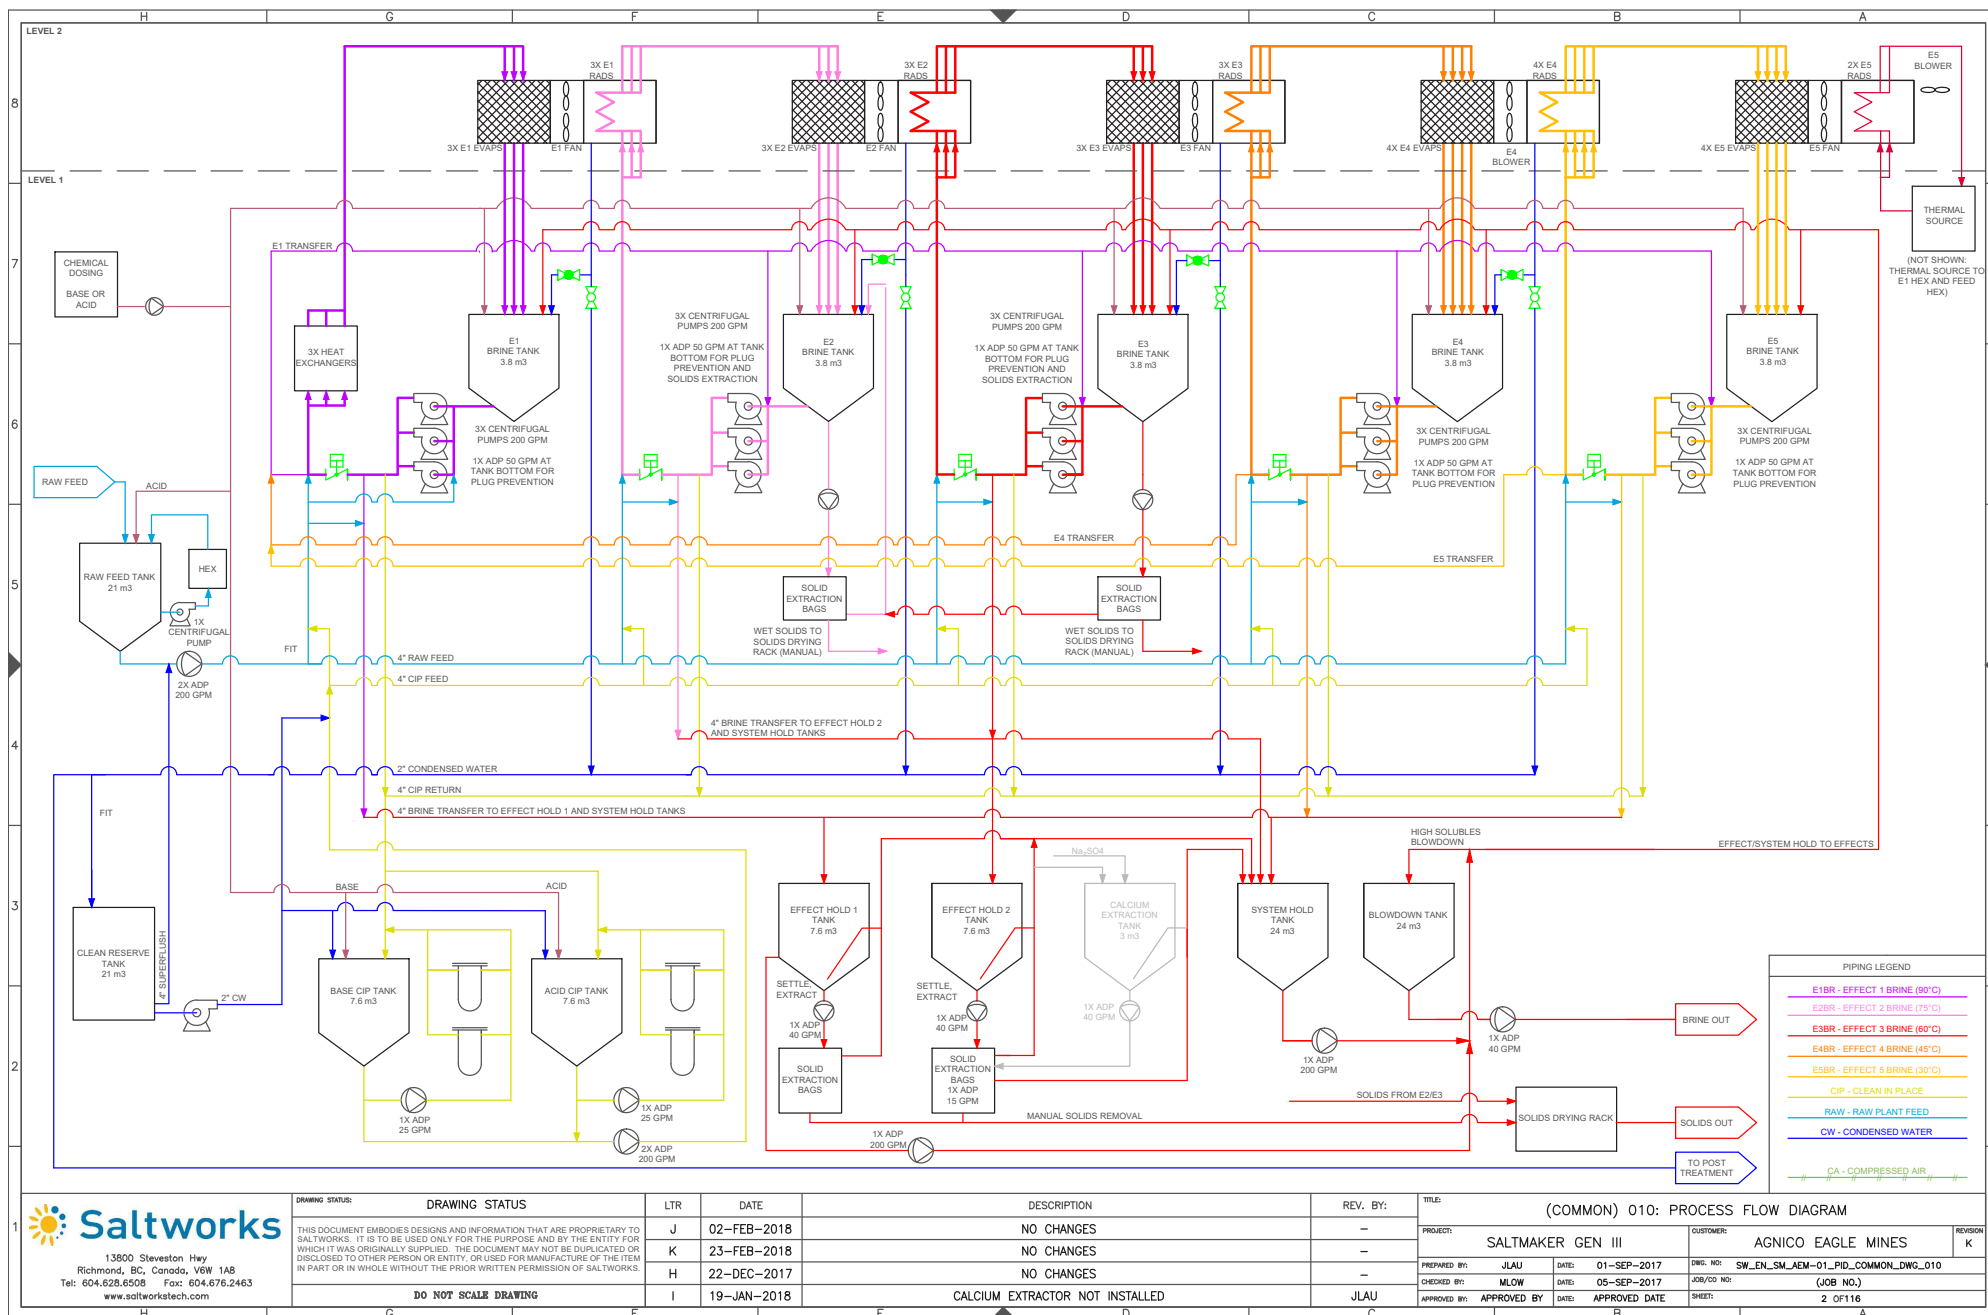 H G F E D C B A
LEVEL 2
8
3X E1
RADS
3X E2
RADS
3X E3
RADS
4X E4
RADS
2X E5
RADS
E5
BLOWER
3X E1 EVAPS
E1 FAN
3X E2 EVAPS
E2 FAN
3X E3 EVAPS
E3 FAN
4X E4 EVAPS
E4
BLOWER
4X E5 EVAPS
E5 FAN
LEVEL 1
THERMAL
SOURCE
(NOT SHOWN:
THERMAL SOURCE TO
E1 HEX AND FEED
HEX)
7
E1 TRANSFER
CHEMICAL
DOSING
BASE OR
ACID
3X HEAT
EXCHANGERS
E1
BRINE TANK
3.8 m3
3X CENTRIFUGAL
PUMPS 200 GPM
1X ADP 50 GPM AT TANK
BOTTOM FOR PLUG
PREVENTION AND
SOLIDS EXTRACTION
E2
BRINE TANK
3.8 m3
3X CENTRIFUGAL
PUMPS 200 GPM
1X ADP 50 GPM AT TANK
BOTTOM FOR PLUG
PREVENTION AND
SOLIDS EXTRACTION
E3
BRINE TANK
3.8 m3
E4
BRINE TANK
3.8 m3
E5
BRINE TANK
3.8 m3
6
3X CENTRIFUGAL
PUMPS 200 GPM
1X ADP 50 GPM AT
TANK BOTTOM FOR
PLUG PREVENTION
3X CENTRIFUGAL
PUMPS 200 GPM
1X ADP 50 GPM AT
TANK BOTTOM FOR
PLUG PREVENTION
3X CENTRIFUGAL
PUMPS 200 GPM
1X ADP 50 GPM AT
TANK BOTTOM FOR
PLUG PREVENTION
RAW FEED
ACID
E4 TRANSFER
E5 TRANSFER
5
RAW FEED TANK
21 m3
HEX
1X
CENTRIFUGAL
PUMP
SOLID
EXTRACTION
BAGS
SOLID
EXTRACTION
BAGS
WET SOLIDS TO
SOLIDS DRYING
RACK (MANUAL)
WET SOLIDS TO
SOLIDS DRYING
RACK (MANUAL)
FIT
4" RAW FEED
2X ADP
200 GPM
4" CIP FEED
4
4" BRINE TRANSFER TO EFFECT HOLD 2
AND SYSTEM HOLD TANKS
2" CONDENSED WATER
4" CIP RETURN
4" BRINE TRANSFER TO EFFECT HOLD 1 AND SYSTEM HOLD TANKS
FIT
HIGH SOLUBLES
BLOWDOWN
EFFECT/SYSTEM HOLD TO EFFECTS
Na2SO4
BASE
ACID
3
EFFECT HOLD 1
TANK
7.6 m3
EFFECT HOLD 2
TANK
7.6 m3
CALCIUM
EXTRACTION
TANK
3 m3
SYSTEM HOLD
TANK
24 m3
BLOWDOWN TANK
24 m3
CLEAN RESERVE
TANK
21 m3
4" SUPERFLUSH
2" CW
BASE CIP TANK
7.6 m3
ACID CIP TANK
7.6 m3
SETTLE,
EXTRACT
SETTLE,
EXTRACT
1X ADP
40 GPM
1X ADP
40 GPM
1X ADP
40 GPM
1X ADP
200 GPM
1X ADP
40 GPM
BRINE OUT
2
SOLID
EXTRACTION
BAGS
SOLID
EXTRACTION
BAGS
1X ADP
15 GPM
1X ADP
25 GPM
1X ADP
25 GPM
2X ADP
200 GPM
1X ADP
200 GPM
MANUAL SOLIDS REMOVAL
SOLIDS FROM E2/E3
SOLIDS DRYING RACK
SOLIDS OUT
TO POST
TREATMENT
PIPING LEGEND
E1BR - EFFECT 1 BRINE (90°C)
E2BR - EFFECT 2 BRINE (75°C)
E3BR - EFFECT 3 BRINE (60°C)
E4BR - EFFECT 4 BRINE (45°C)
E5BR - EFFECT 5 BRINE (30°C)
CIP - CLEAN IN PLACE
RAW - RAW PLANT FEED
CW - CONDENSED WATER
CA - COMPRESSED AIR
1
Saltworks
13800 Steveston Hwy
Richmond, BC, Canada, V6W 1A8
Tel: 604.628.6508 Fax: 604.676.2463
www.saltworkstech.com
DRAWING STATUS: DRAWING STATUS
THIS DOCUMENT EMBODIES DESIGNS AND INFORMATION THAT ARE PROPRIETARY TO
SALTWORKS. IT IS TO BE USED ONLY FOR THE PURPOSE AND BY THE ENTITY FOR
WHICH IT WAS ORIGINALLY SUPPLIED. THE DOCUMENT MAY NOT BE DUPLICATED OR
DISCLOSED TO OTHER PERSON OR ENTITY, OR USED FOR MANUFACTURE OF THE ITEM
IN PART OR IN WHOLE WITHOUT THE PRIOR WRITTEN PERMISSION OF SALTWORKS.
DO NOT SCALE DRAWING
LTR DATE DESCRIPTION REV. BY:
J 02-FEB-2018 NO CHANGES -
K 23-FEB-2018 NO CHANGES -
H 22-DEC-2017 NO CHANGES -
I 19-JAN-2018 CALCIUM EXTRACTOR NOT INSTALLED JLAU
TITLE: (COMMON) 010: PROCESS FLOW DIAGRAM
PROJECT: SALTMAKER GEN III
CUSTOMER: AGNICO EAGLE MINES
REVISION K
PREPARED BY: JLAU DATE: 01-SEP-2017 DWG. NO: SW_EN_SM_AEM-01_PID_COMMON_DWG_010
CHECKED BY: MLOW DATE: 05-SEP-2017 JOB/CO NO: (JOB NO.)
APPROVED BY: APPROVED BY DATE: APPROVED DATE SHEET: 2 OF116
H G F E D C B A